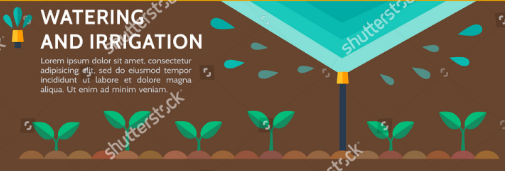 WATERING
AND IRRIGATION
Lorem ipsum dolor sit amet, consectetur
adipisicing elit, sed do eiusmod tempor
incididunt ut labore et dolore magna
aliqua. Ut enim ad minim veniam.
shutterstock
shutterstock
shutterstock
shutterstock